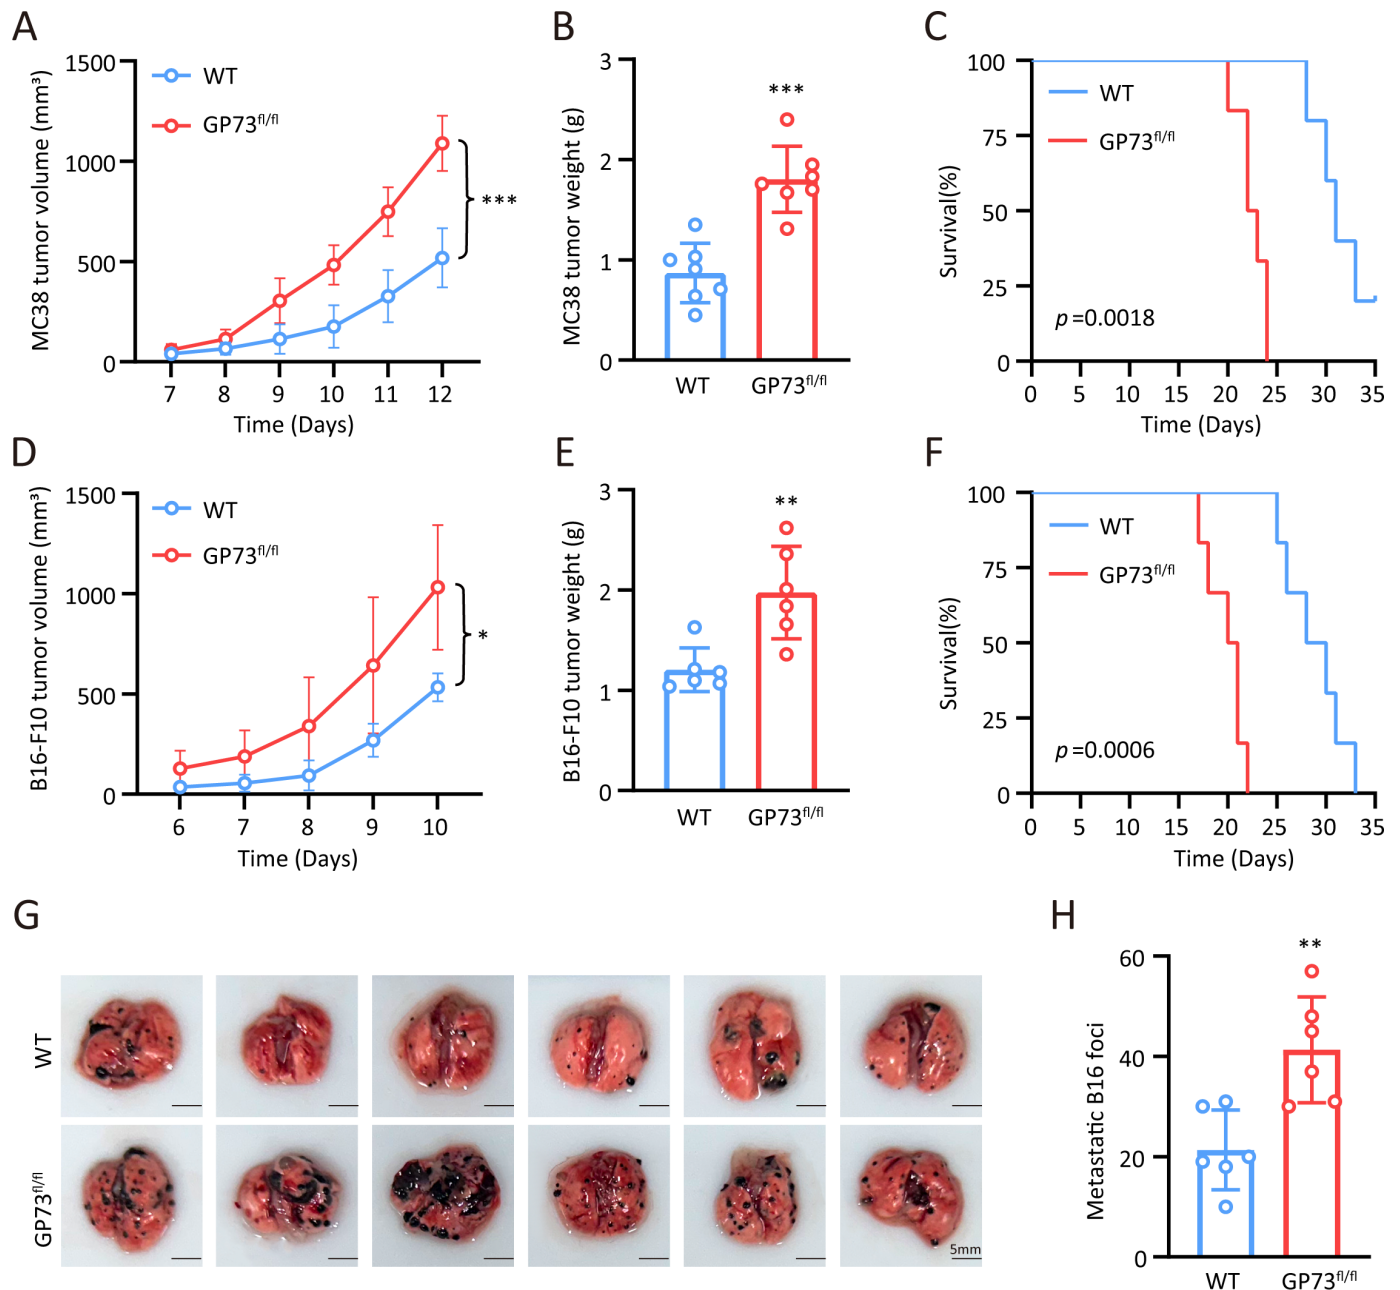 A
MC38 tumor volume (mm³)
1500
1000
500
0
WT
GP73fl/fl
***
7 8 9 10 11 12
Time (Days)
B
MC38 tumor weight (g)
3
2
1
0
***
WT GP73fl/fl
C
Survival(%)
100
75
50
25
0
WT
GP73fl/fl
p=0.0018
0 5 10 15 20 25 30 35
Time (Days)
D
B16-F10 tumor volume (mm³)
1500
1000
500
0
WT
GP73fl/fl
*
6 7 8 9 10
Time (Days)
E
B16-F10 tumor weight (g)
3
2
1
0
**
WT GP73fl/fl
F
Survival(%)
100
75
50
25
0
WT
GP73fl/fl
p=0.0006
0 5 10 15 20 25 30 35
Time (Days)
G
WT
GP73fl/fl
5mm
H
Metastatic B16 foci
60
40
20
0
**
WT GP73fl/fl